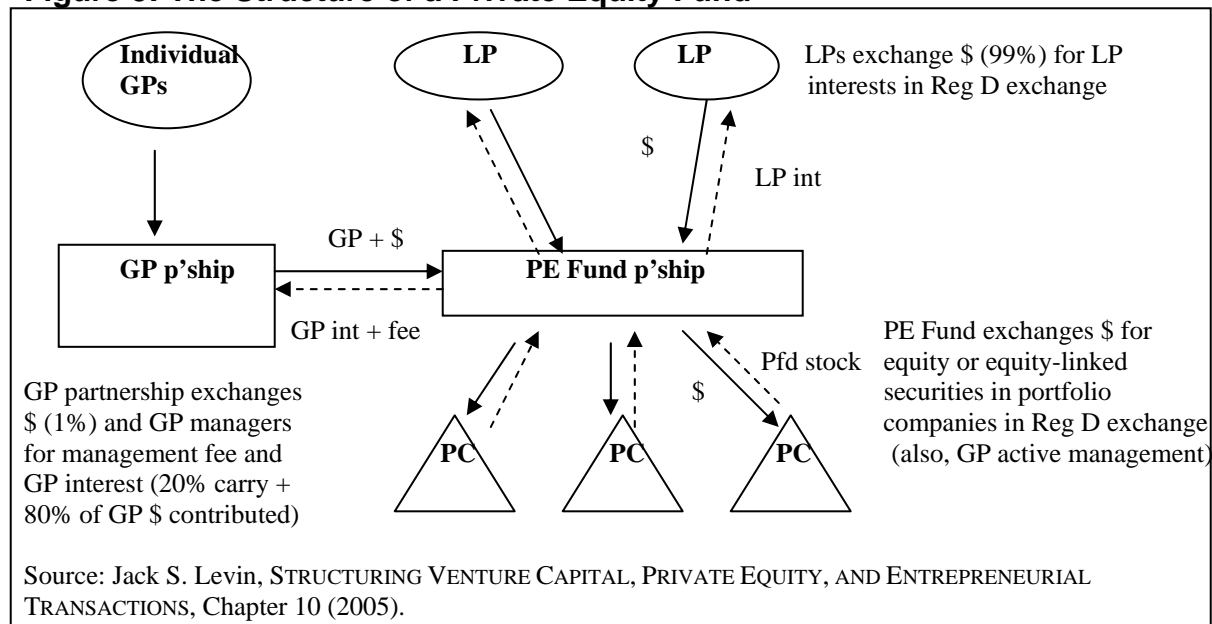 Figure 3: The Structure of a Private Equity Fund
Individual
GPs
LP
LP
LPs exchange $ (99%) for LP
interests in Reg D exchange
$
LP int
GP + $
GP p'ship
PE Fund p'ship
GP int + fee
PE Fund exchanges $ for
equity or equity-linked
securities in portfolio
companies in Reg D exchange
(also, GP active management)
Pfd stock
$
GP partnership exchanges
$ (1%) and GP managers
for management fee and
GP interest (20% carry +
80% of GP $ contributed)
PC
PC
PC
Source: Jack S. Levin, STRUCTURING VENTURE CAPITAL, PRIVATE EQUITY, AND ENTREPRENEURIAL
TRANSACTIONS, Chapter 10 (2005).